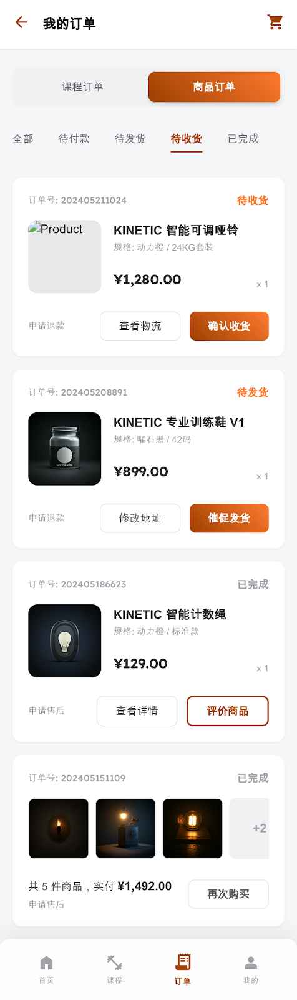 我的订单
课程订单
商品订单
全部
待付款
待发货
待收货
已完成
订单号: 202405211024
待收货
Product
KINETIC 智能可调哑铃
规格: 动力橙 / 24KG套装
¥1,280.00
x 1
申请退款
查看物流
确认收货
订单号: 202405208891
待发货
KINETIC 专业训练鞋 V1
规格: 曜石黑 / 42码
¥899.00
x 1
申请退款
修改地址
催促发货
订单号: 202405186623
已完成
KINETIC 智能计数绳
规格: 动力橙 / 标准款
¥129.00
x 1
申请售后
查看详情
评价商品
订单号: 202405151109
已完成
+2
共 5 件商品，实付 ¥1,492.00
申请售后
再次购买
首页
课程
订单
我的